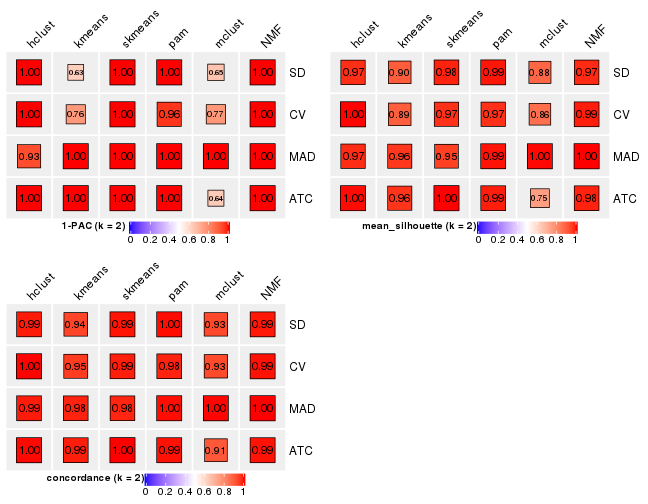 hclust kmeans skmeans pam mclust NMF
1.00 0.63 1.00 1.00 0.65 1.00 SD
1.00 0.76 1.00 0.96 0.77 1.00 CV
0.93 1.00 1.00 1.00 1.00 1.00 MAD
1.00 1.00 1.00 1.00 0.64 1.00 ATC
1-PAC (k = 2)
0 0.2 0.4 0.6 0.8 1
hclust kmeans skmeans pam mclust NMF
0.97 0.90 0.98 0.99 0.88 0.97 SD
1.00 0.89 0.97 0.97 0.86 0.99 CV
0.97 0.96 0.95 0.99 1.00 1.00 MAD
1.00 0.96 1.00 0.99 0.75 0.98 ATC
mean_silhouette (k = 2)
0 0.2 0.4 0.6 0.8 1
hclust kmeans skmeans pam mclust NMF
0.99 0.94 0.99 1.00 0.93 0.99 SD
1.00 0.95 0.99 0.98 0.93 0.99 CV
0.99 0.98 0.98 1.00 1.00 1.00 MAD
1.00 0.99 1.00 0.99 0.91 0.99 ATC
concordance (k = 2)
0 0.2 0.4 0.6 0.8 1